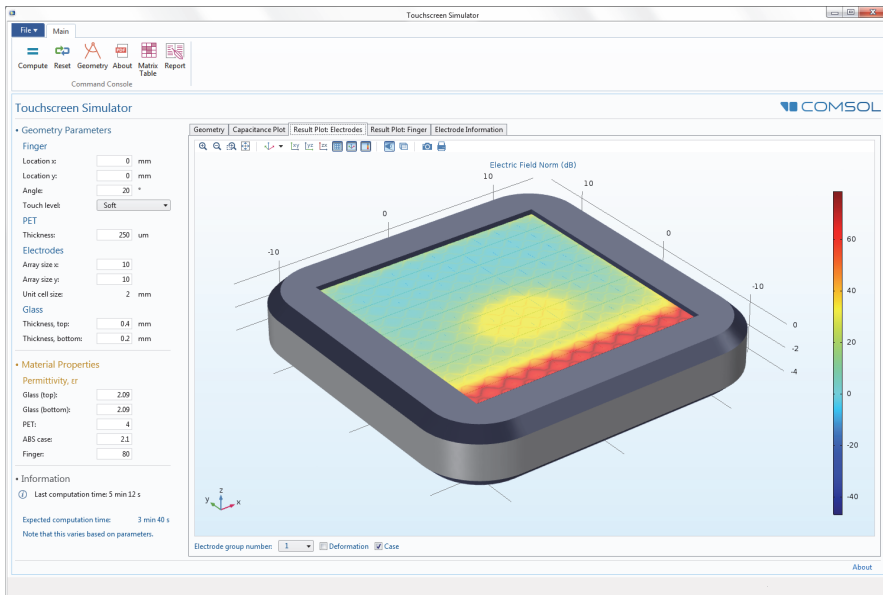 Touchscreen Simulator
File Main
Compute Reset Geometry About Matrix Table Report
Command Console
Touchscreen Simulator
COMSOL
Geometry Parameters
Finger
Location x: 0 mm
Location y: 0 mm
Angle: 20 °
Touch level: Soft
PET
Thickness: 250 um
Electrodes
Array size x: 10
Array size y: 10
Unit cell size: 2 mm
Glass
Thickness, top: 0.4 mm
Thickness, bottom: 0.2 mm
Material Properties
Permittivity, εr
Glass (top): 2.09
Glass (bottom): 2.09
PET: 4
ABS case: 2.1
Finger: 80
Information
Last computation time: 5 min 12 s
Expected computation time: 3 min 40 s
Note that this varies based on parameters.
Geometry Capacitance Plot Result Plot: Electrodes Result Plot: Finger Electrode Information
xy yz xz
Electric Field Norm (dB)
10
10
0
0
-10
-10
0
-2
-4
60
40
20
0
-20
-40
z
y
x
Electrode group number: 1 Deformation Case
About